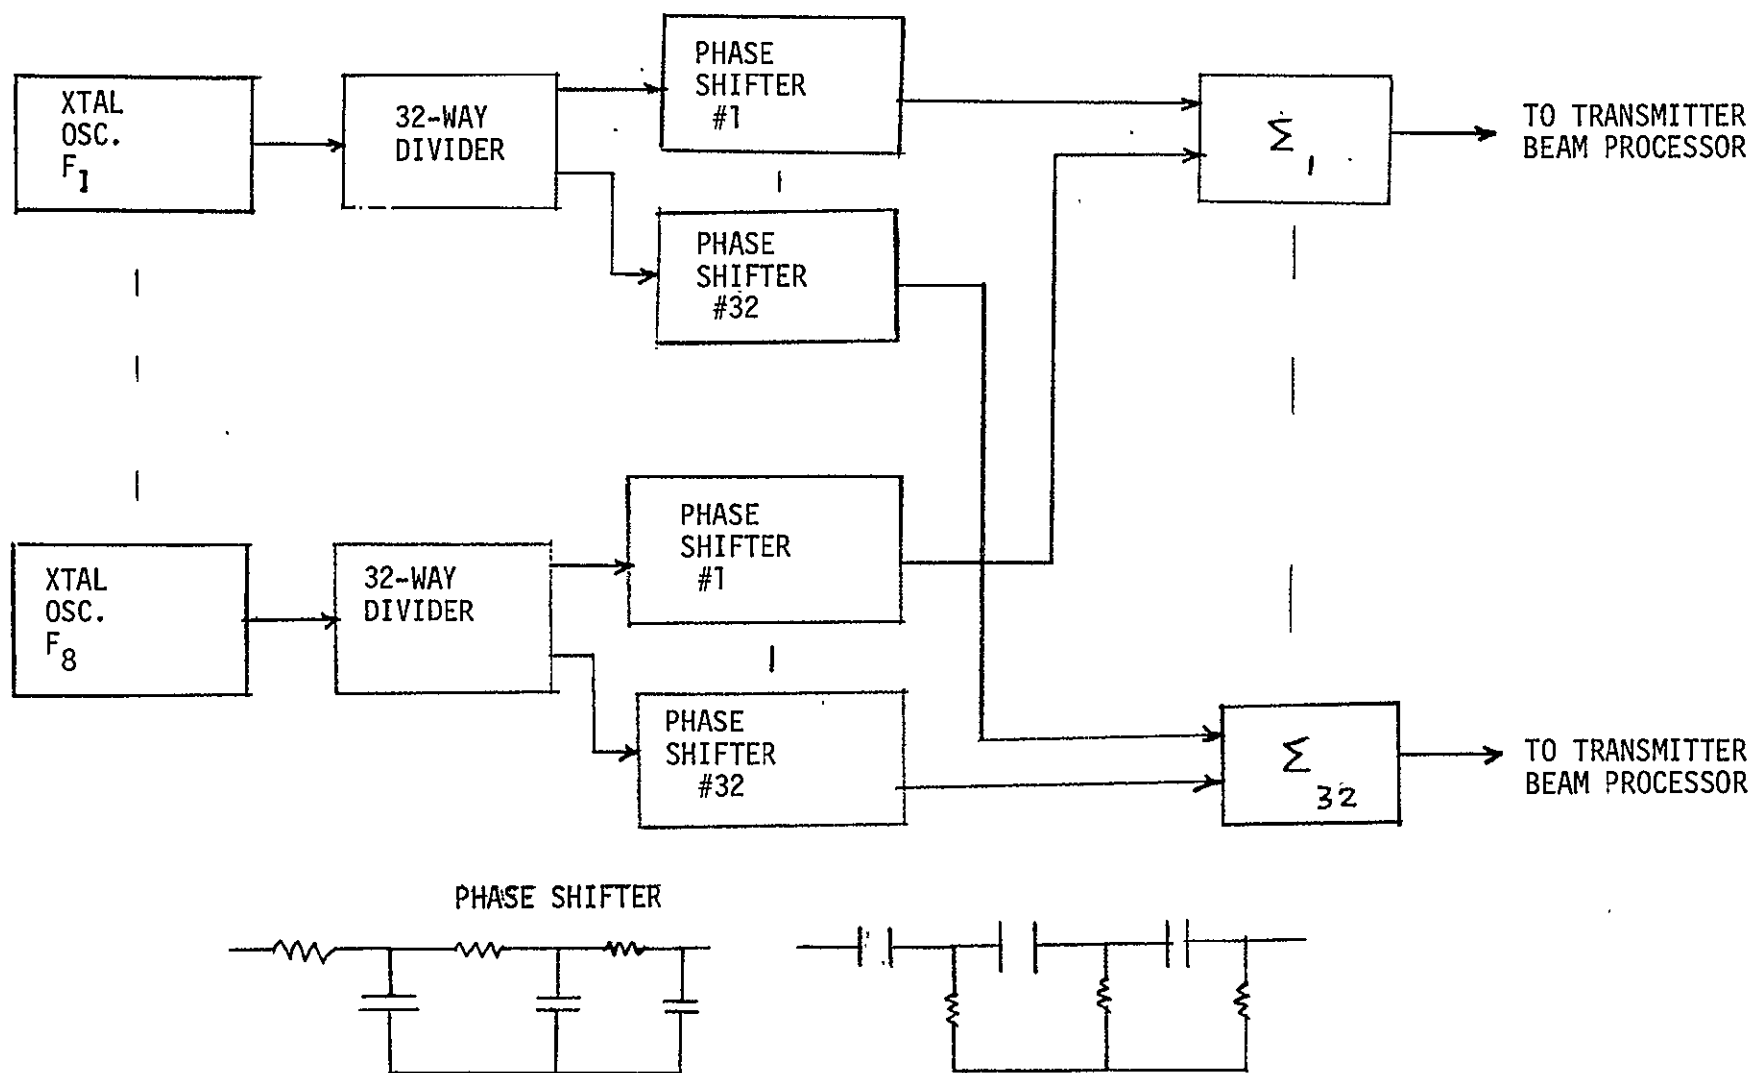 XTAL
OSC.
F1
32-WAY
DIVIDER
PHASE
SHIFTER
#1
PHASE
SHIFTER
#32
Σ1
TO TRANSMITTER
BEAM PROCESSOR
XTAL
OSC.
F8
32-WAY
DIVIDER
PHASE
SHIFTER
#1
PHASE
SHIFTER
#32
Σ32
TO TRANSMITTER
BEAM PROCESSOR
PHASE SHIFTER